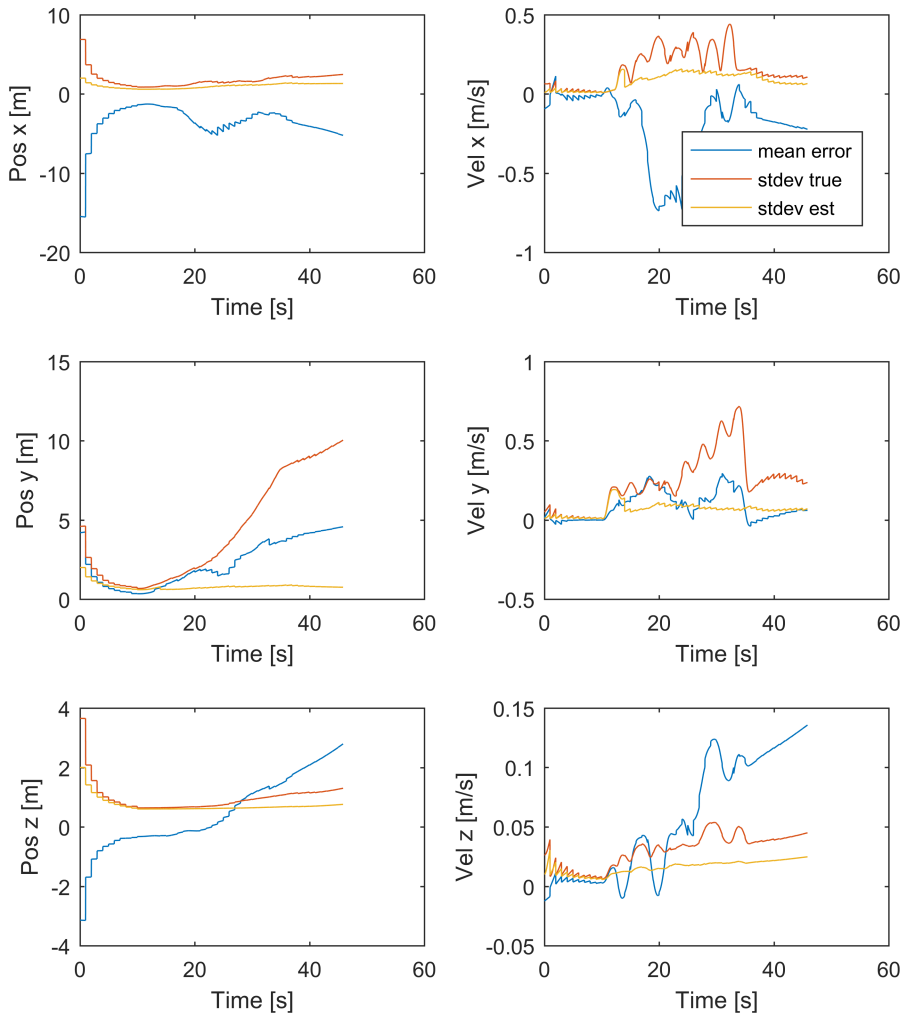 Pos x [m]
10
0
-10
-20
0 20 40 60
Time [s]
Vel x [m/s]
0.5
0
-0.5
-1
mean error
stdev true
stdev est
0 20 40 60
Time [s]
Pos y [m]
15
10
5
0
0 20 40 60
Time [s]
Vel y [m/s]
1
0.5
0
-0.5
0 20 40 60
Time [s]
Pos z [m]
4
2
0
-2
-4
0 20 40 60
Time [s]
Vel z [m/s]
0.15
0.1
0.05
0
-0.05
0 20 40 60
Time [s]